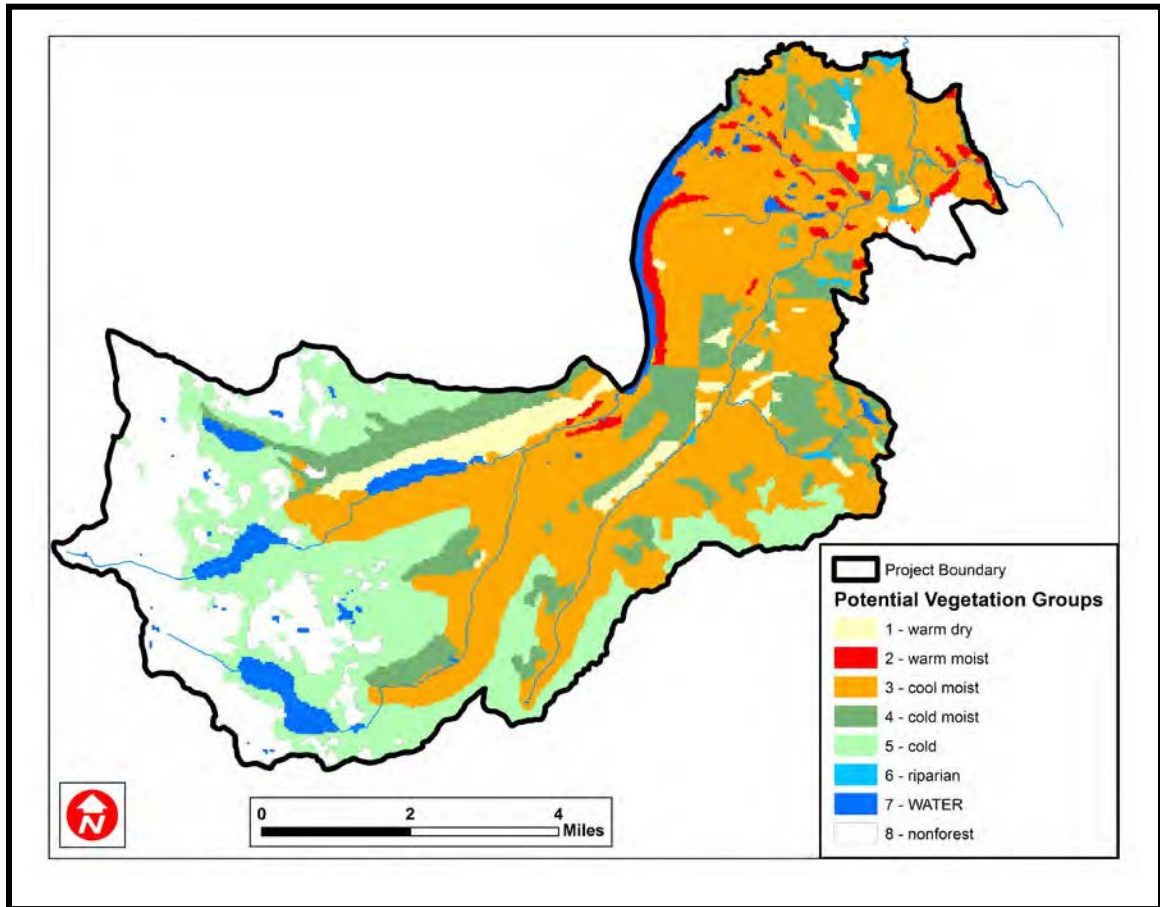 Project Boundary
Potential Vegetation Groups
1 - warm dry
2 - warm moist
3 - cool moist
4 - cold moist
5 - cold
6 - riparian
7 - WATER
8 - nonforest
N
0 2 4
Miles